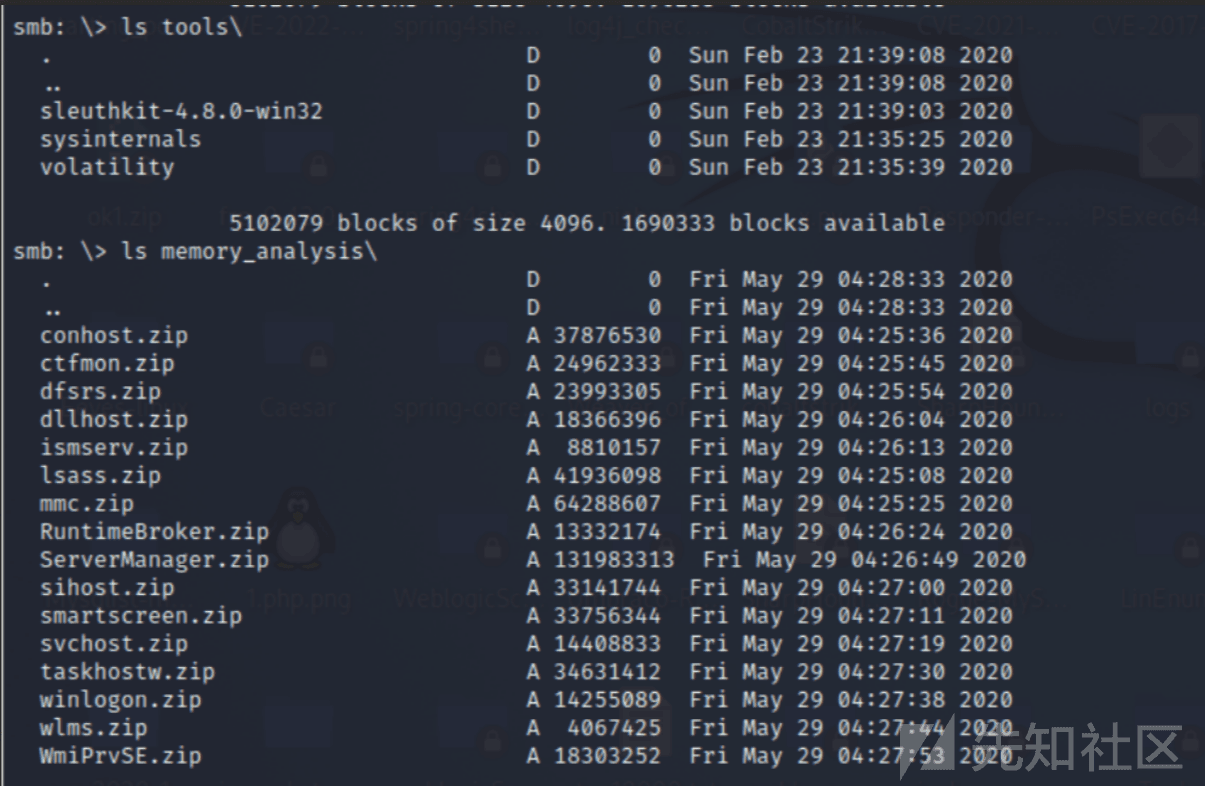 smb: \> ls tools\
. D 0 Sun Feb 23 21:39:08 2020
.. D 0 Sun Feb 23 21:39:08 2020
sleuthkit-4.8.0-win32 D 0 Sun Feb 23 21:39:03 2020
sysinternals D 0 Sun Feb 23 21:35:25 2020
volatility D 0 Sun Feb 23 21:35:39 2020
5102079 blocks of size 4096. 1690333 blocks available
smb: \> ls memory_analysis\
. D 0 Fri May 29 04:28:33 2020
.. D 0 Fri May 29 04:28:33 2020
conhost.zip A 37876530 Fri May 29 04:25:36 2020
ctfmon.zip A 24962333 Fri May 29 04:25:45 2020
dfsrs.zip A 23993305 Fri May 29 04:25:54 2020
dllhost.zip A 18366396 Fri May 29 04:26:04 2020
ismserv.zip A 8810157 Fri May 29 04:26:13 2020
lsass.zip A 41936098 Fri May 29 04:25:08 2020
mmc.zip A 64288607 Fri May 29 04:25:25 2020
RuntimeBroker.zip A 13332174 Fri May 29 04:26:24 2020
ServerManager.zip A 131983313 Fri May 29 04:26:49 2020
sihost.zip A 33141744 Fri May 29 04:27:00 2020
smartscreen.zip A 33756344 Fri May 29 04:27:11 2020
svchost.zip A 14408833 Fri May 29 04:27:19 2020
taskhostw.zip A 34631412 Fri May 29 04:27:30 2020
winlogon.zip A 14255089 Fri May 29 04:27:38 2020
wlms.zip A 4067425 Fri May 29 04:27:44 2020
WmiPrvSE.zip A 18303252 Fri May 29 04:27:53 2020
先知社区